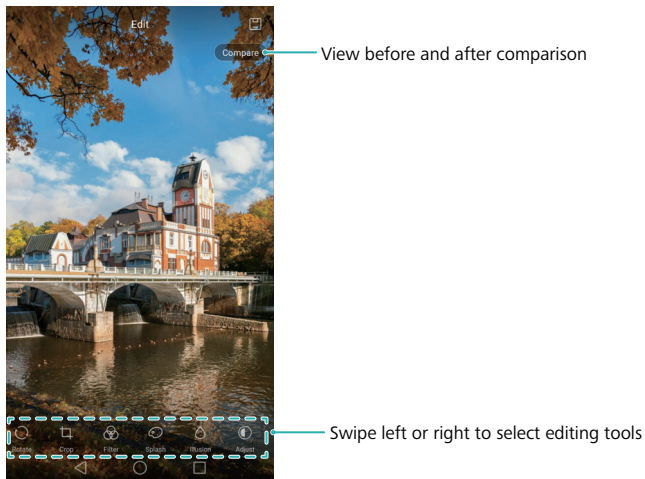 Edit
Compare
View before and after comparison
Rotate Crop Filter Splash Illusion Adjust
Swipe left or right to select editing tools